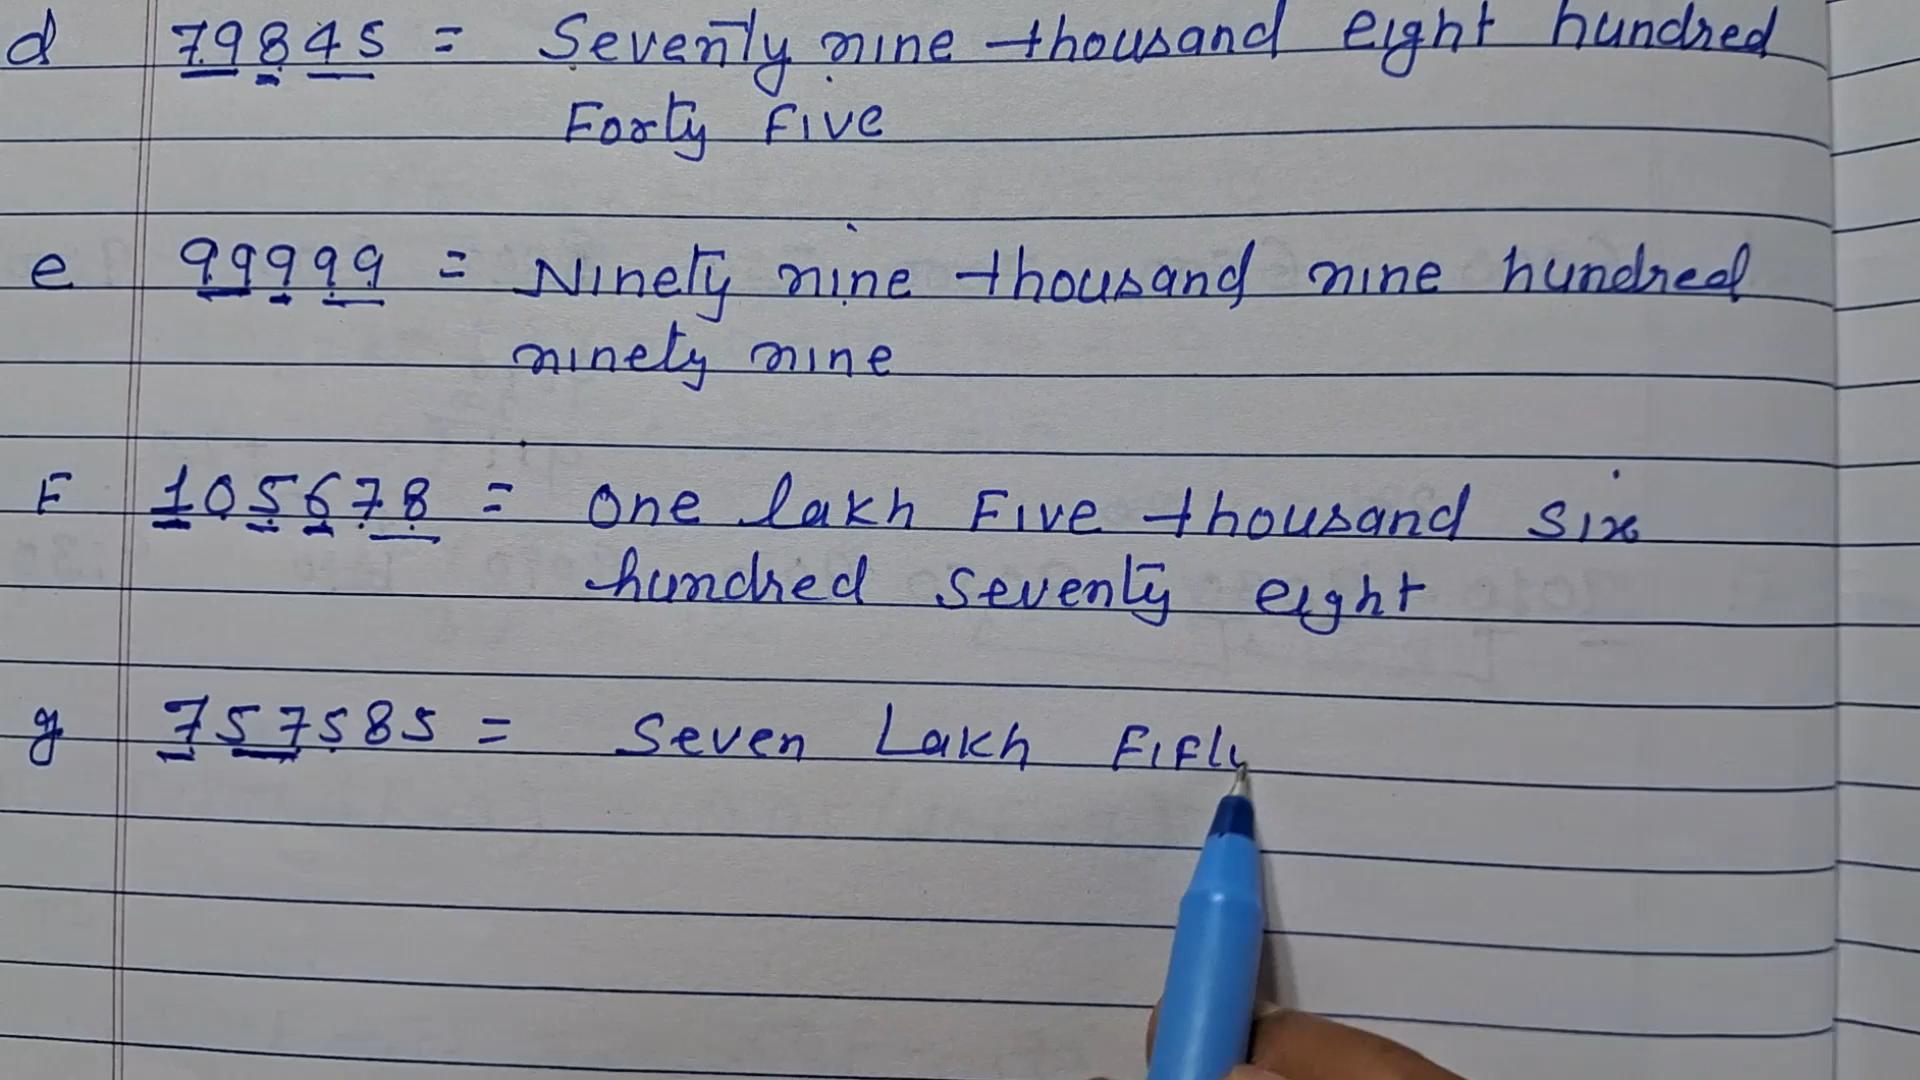 d 79845 = Seventy nine thousand eight hundred
Forty Five
e 99999 = Ninety nine thousand nine hundred
ninety nine
F 105678 = One lakh Five thousand six
hundred seventy eight
g 757585 = Seven Lakh Fifty